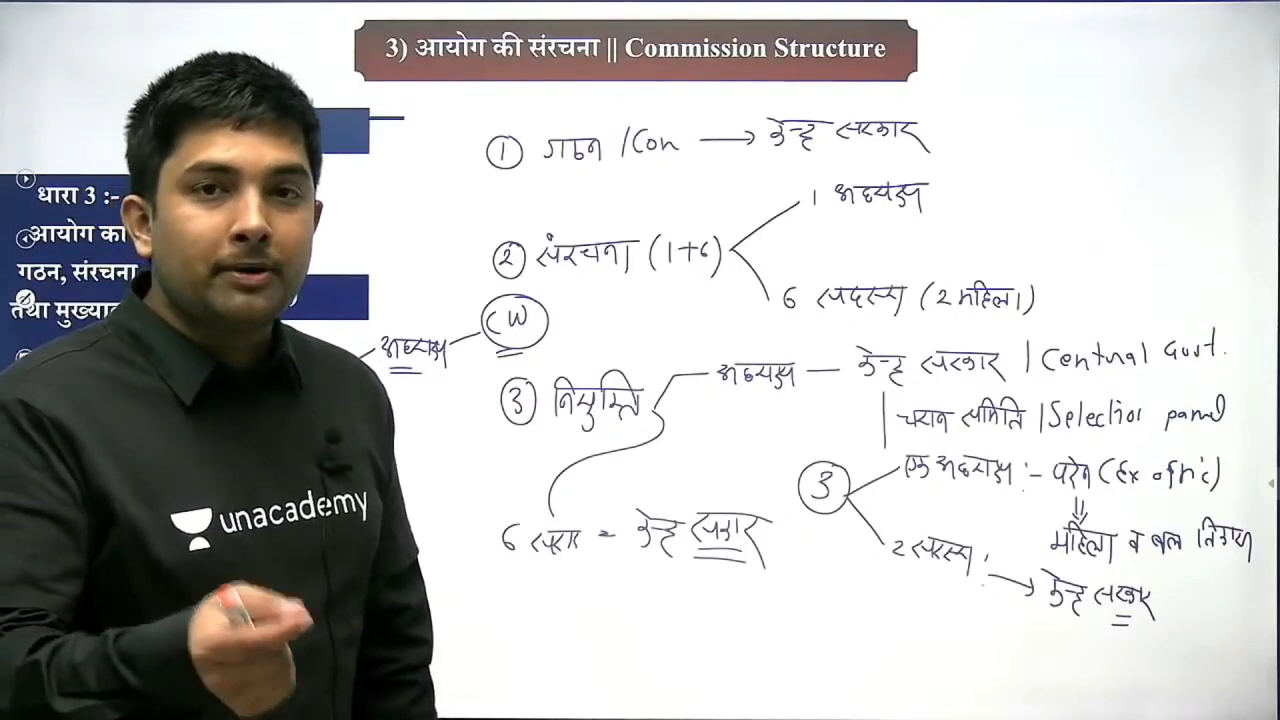 3) आयोग की संरचना || Commission Structure
धारा 3 :-
आयोग का
गठन, संरचना
तथा
① गठन / Con → केन्द्र सरकार
② संरचना (1+6)
1 अध्यक्ष
6 सदस्य (2 महिला)
CW
अध्यक्ष
③ नियुक्ति
अध्यक्ष – केन्द्र सरकार / Central Govt.
चयन समिति / Selection panel
3
एक अध्यक्ष :- पदेन (Ex offic)
महिला व बाल विकास
2 सदस्य
→ केन्द्र सरकार
6 सदस्य = केन्द्र सरकार
unacademy